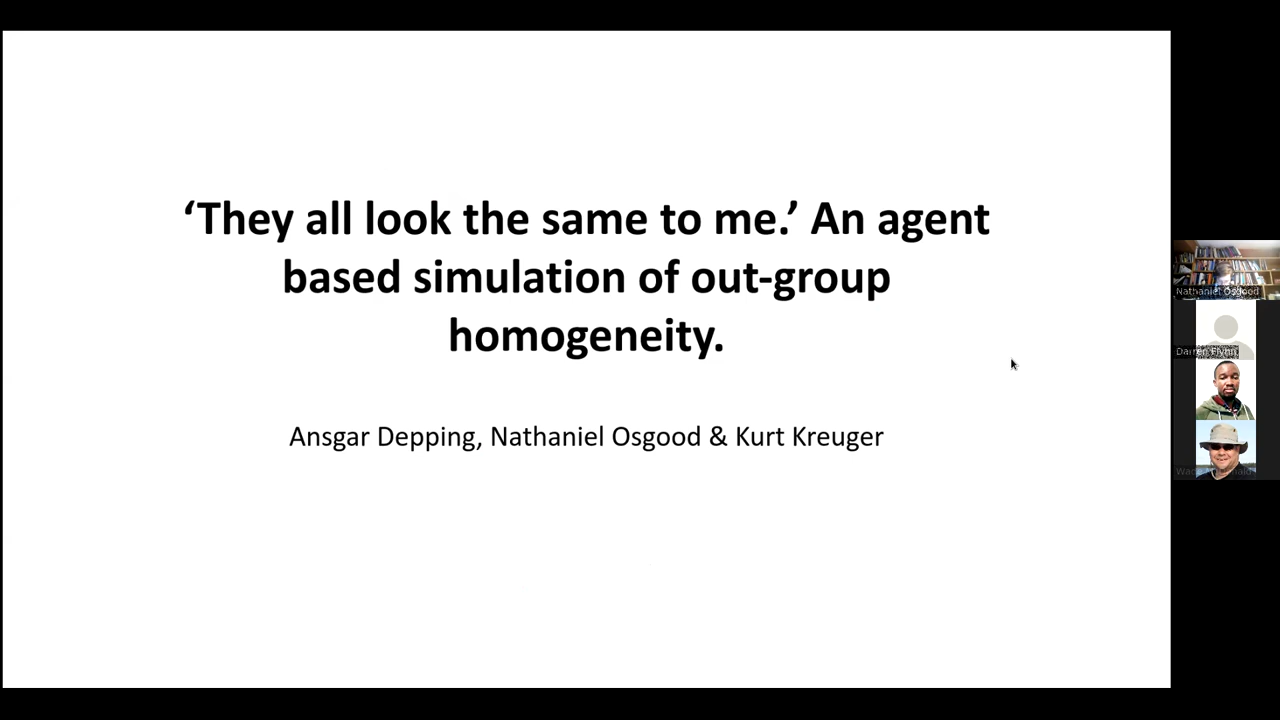 ‘They all look the same to me.’ An agent
based simulation of out-group
homogeneity.
Ansgar Depping, Nathaniel Osgood & Kurt Kreuger
Nathaniel Osgood
Darren Flynn